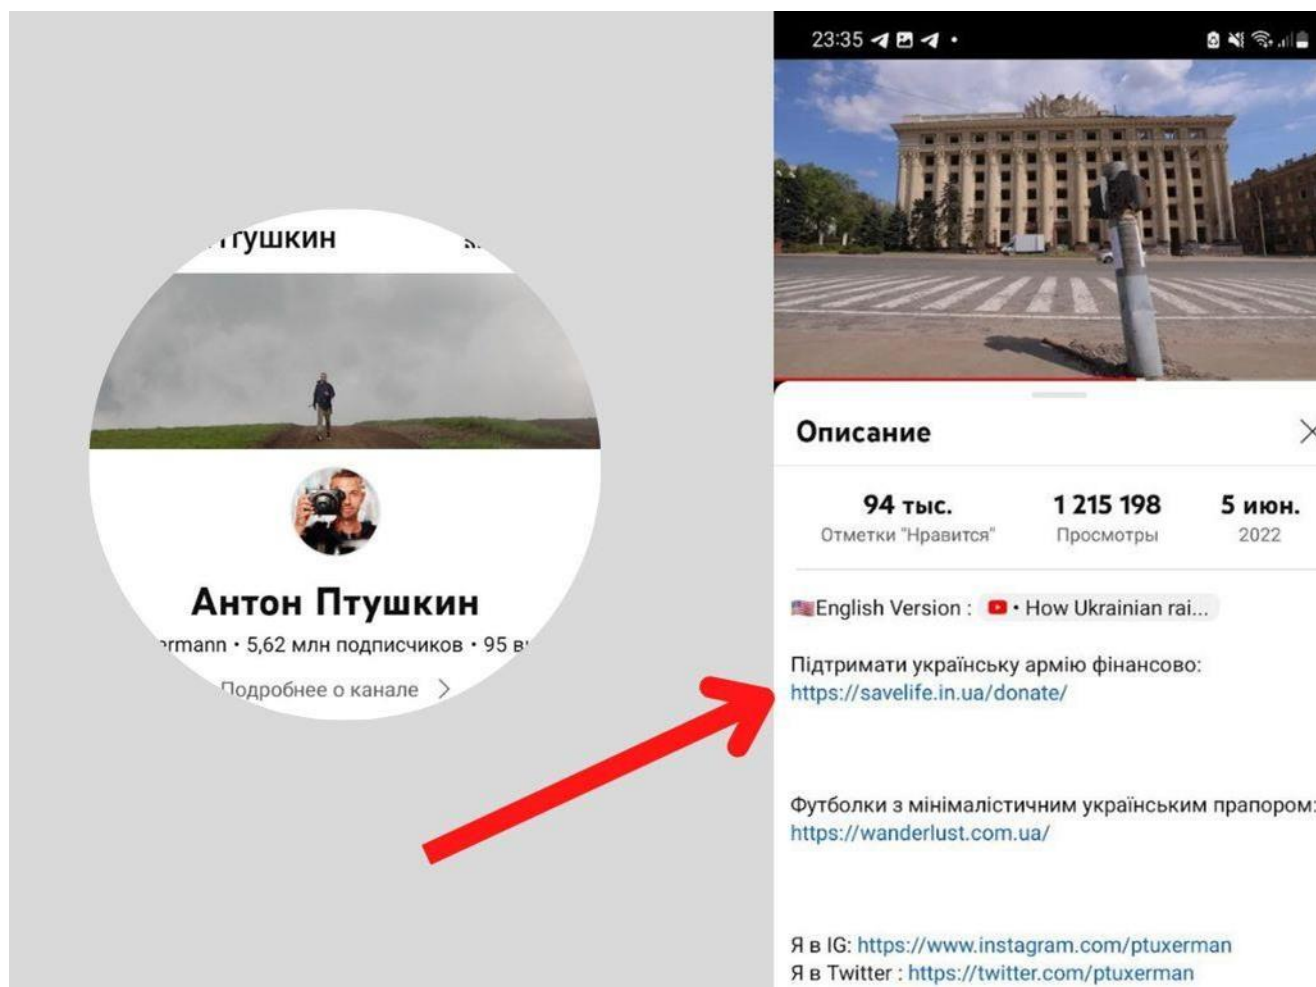 Птушкин
Антон Птушкин
5,62 млн подписчиков • 95
Подробнее о канале
23:35
Описание
94 тыс. 1 215 198 5 июн.
Отметки "Нравится" Просмотры 2022
English Version : • How Ukrainian rai...
Підтримати українську армію фінансово:
https://savelife.in.ua/donate/
Футболки з мінімалістичним українським прапором:
https://wanderlust.com.ua/
Я в IG: https://www.instagram.com/ptuxerman
Я в Twitter : https://twitter.com/ptuxerman